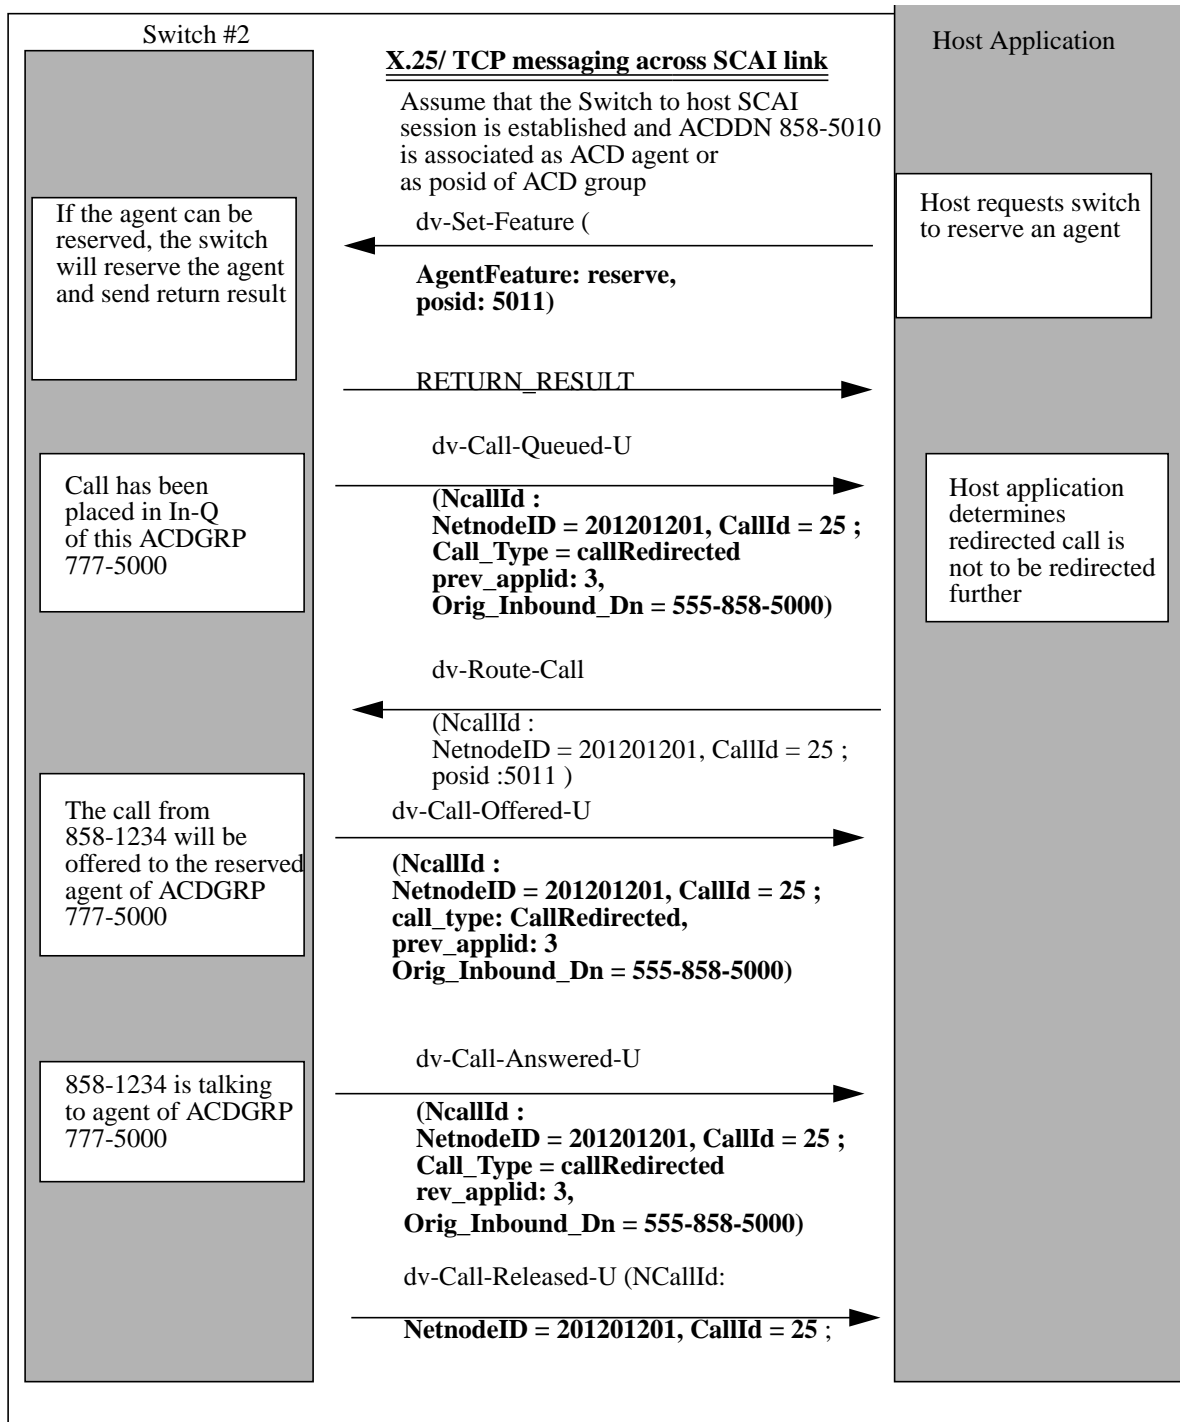 Switch #2
Host Application
X.25/ TCP messaging across SCAI link
Assume that the Switch to host SCAI
session is established and ACDDN 858-5010
is associated as ACD agent or
as posid of ACD group
If the agent can be
reserved, the switch
will reserve the agent
and send return result
dv-Set-Feature (
AgentFeature: reserve,
posid: 5011)
Host requests switch
to reserve an agent
RETURN_RESULT
dv-Call-Queued-U
Call has been
placed in In-Q
of this ACDGRP
777-5000
(NcallId :
NetnodeID = 201201201, CallId = 25 ;
Call_Type = callRedirected
prev_applid: 3,
Orig_Inbound_Dn = 555-858-5000)
Host application
determines
redirected call is
not to be redirected
further
dv-Route-Call
(NcallId :
NetnodeID = 201201201, CallId = 25 ;
posid :5011 )
The call from
858-1234 will be
offered to the reserved
agent of ACDGRP
777-5000
dv-Call-Offered-U
(NcallId :
NetnodeID = 201201201, CallId = 25 ;
call_type: CallRedirected,
prev_applid: 3
Orig_Inbound_Dn = 555-858-5000)
dv-Call-Answered-U
858-1234 is talking
to agent of ACDGRP
777-5000
(NcallId :
NetnodeID = 201201201, CallId = 25 ;
Call_Type = callRedirected
rev_applid: 3,
Orig_Inbound_Dn = 555-858-5000)
dv-Call-Released-U (NCallId:
NetnodeID = 201201201, CallId = 25 ;